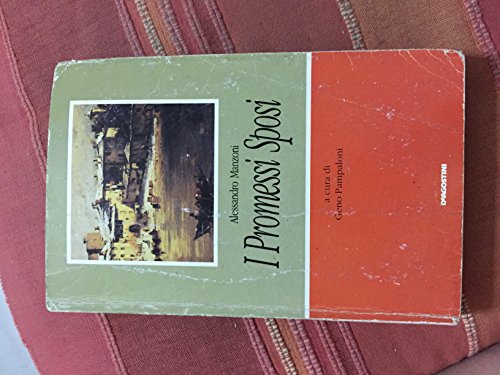 Alessandro Manzoni
I Promessi Sposi
a cura di
Geno Pampaloni
DeAGOSTINI